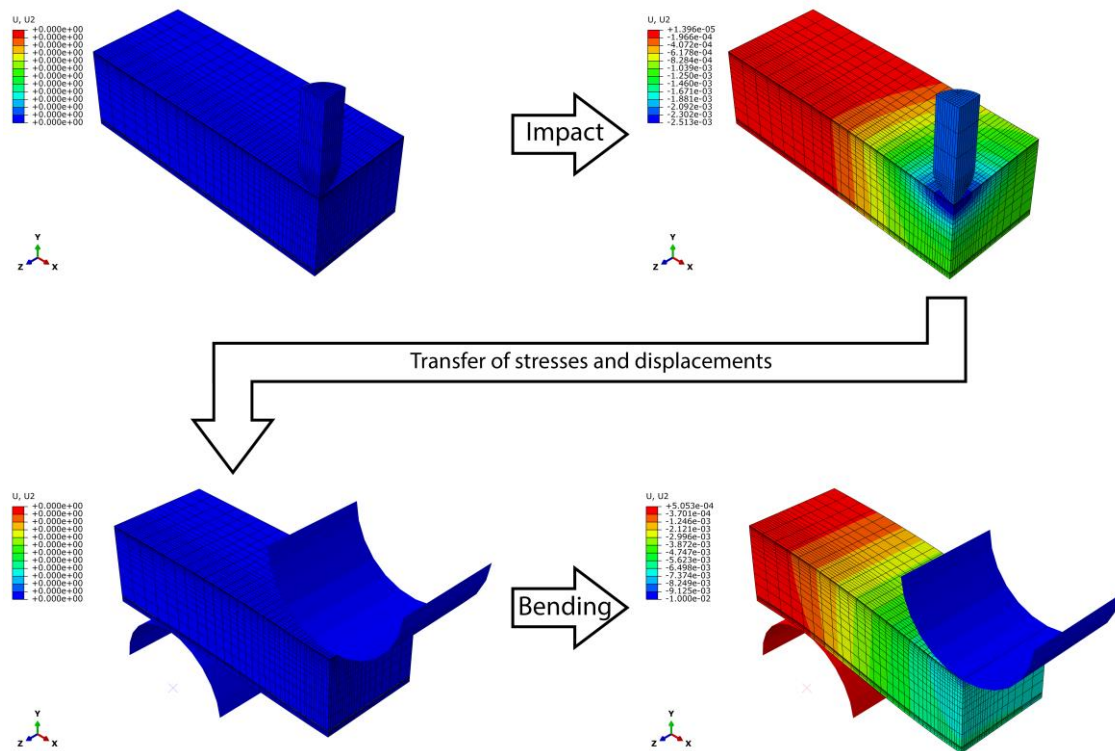 U, U2
+0.000e+00
+0.000e+00
+0.000e+00
+0.000e+00
+0.000e+00
+0.000e+00
+0.000e+00
+0.000e+00
+0.000e+00
+0.000e+00
+0.000e+00
+0.000e+00
+0.000e+00
Y
Z X
Impact
U, U2
+1.396e-05
-1.966e-04
-4.072e-04
-6.178e-04
-8.284e-04
-1.039e-03
-1.250e-03
-1.460e-03
-1.671e-03
-1.881e-03
-2.092e-03
-2.302e-03
-2.513e-03
Y
Z X
Transfer of stresses and displacements
U, U2
+0.000e+00
+0.000e+00
+0.000e+00
+0.000e+00
+0.000e+00
+0.000e+00
+0.000e+00
+0.000e+00
+0.000e+00
+0.000e+00
+0.000e+00
+0.000e+00
+0.000e+00
Y
Z X
Bending
U, U2
+5.053e-04
-3.701e-04
-1.246e-03
-2.121e-03
-2.996e-03
-3.872e-03
-4.747e-03
-5.623e-03
-6.498e-03
-7.374e-03
-8.249e-03
-9.125e-03
-1.000e-02
Y
Z X